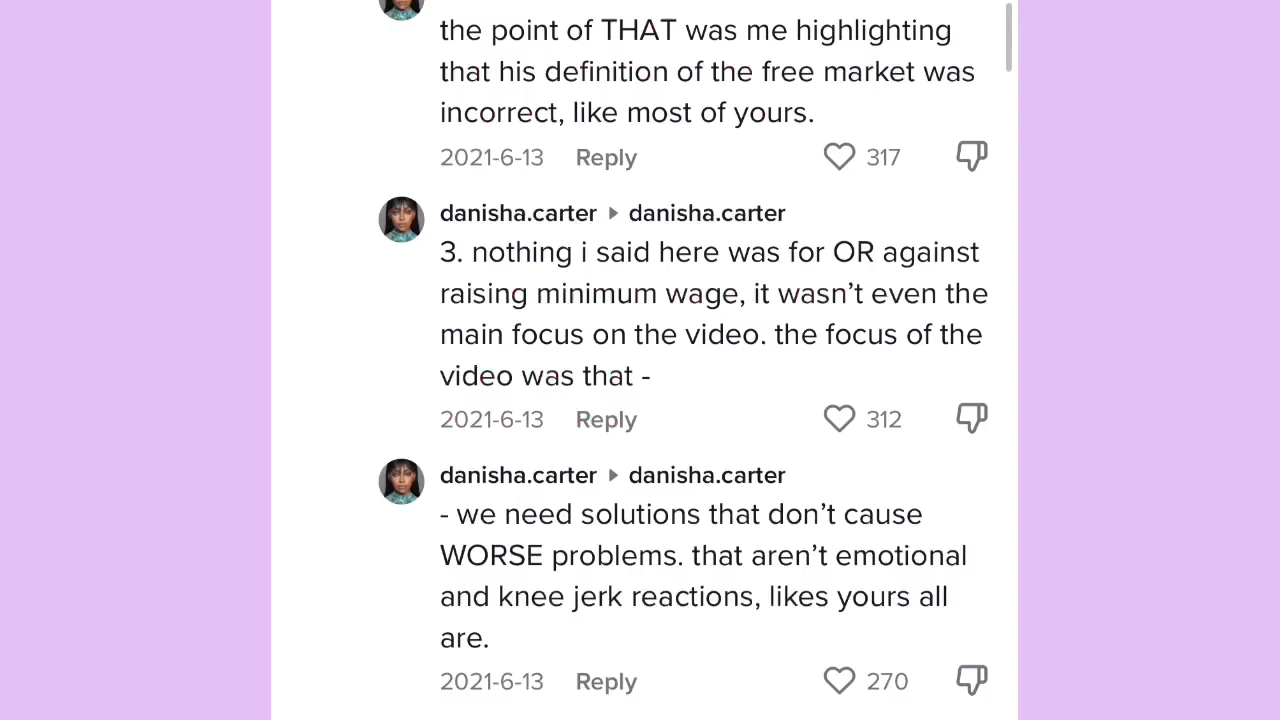 the point of THAT was me highlighting
that his definition of the free market was
incorrect, like most of yours.
2021-6-13 Reply 317
danisha.carter danisha.carter
3. nothing i said here was for OR against
raising minimum wage, it wasn’t even the
main focus on the video. the focus of the
video was that -
2021-6-13 Reply 312
danisha.carter danisha.carter
- we need solutions that don’t cause
WORSE problems. that aren’t emotional
and knee jerk reactions, likes yours all
are.
2021-6-13 Reply 270